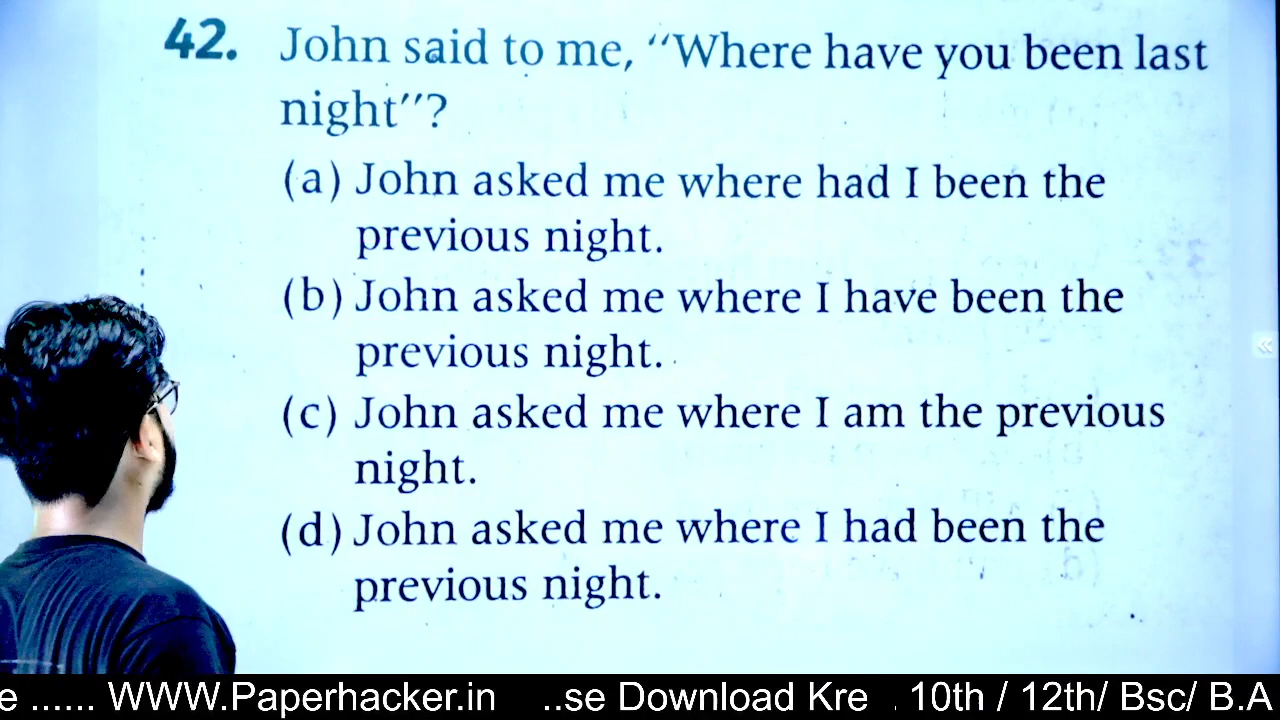 42. John said to me, ‘‘Where have you been last
night’’?
(a) John asked me where had I been the
previous night.
(b) John asked me where I have been the
previous night.
(c) John asked me where I am the previous
night.
(d) John asked me where I had been the
previous night.
«
e ...... WWW.Paperhacker.in ..se Download Kre . 10th / 12th/ Bsc/ B.A